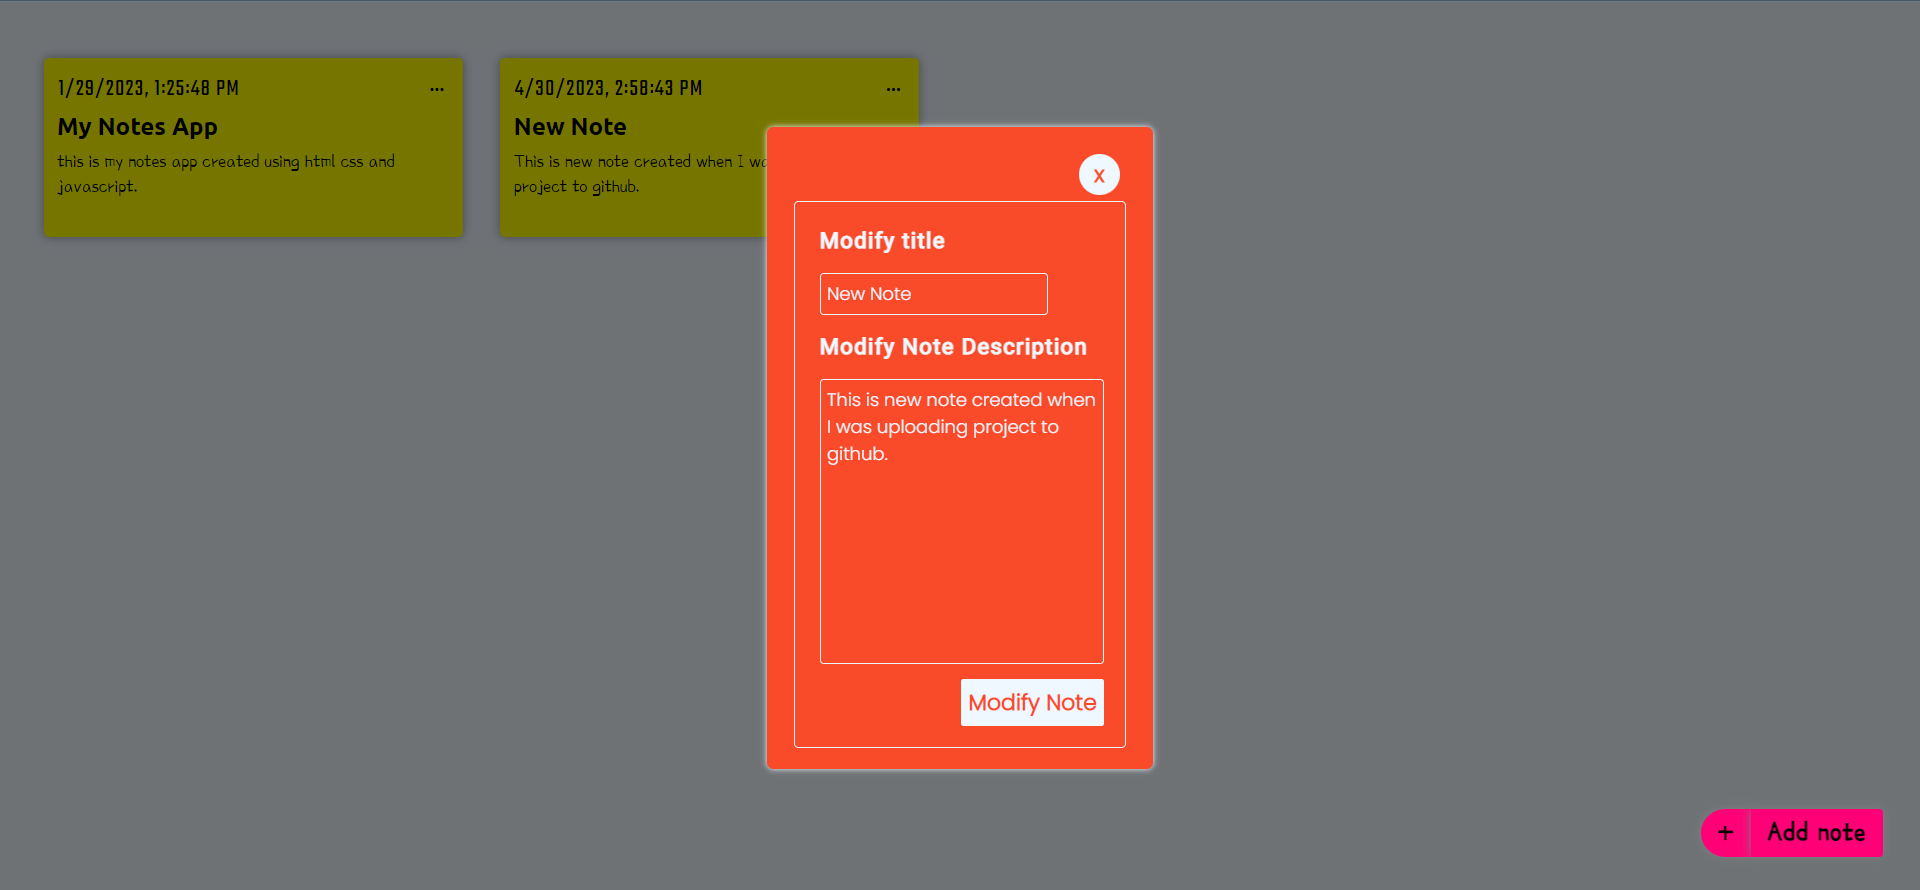 1/29/2023, 1:25:48 PM
...
My Notes App
this is my notes app created using html css and
javascript.
4/30/2023, 2:58:43 PM
...
New Note
This is new note created when I
project to github.
x
Modify title
New Note
Modify Note Description
This is new note created when
I was uploading project to
github.
Modify Note
+ Add note